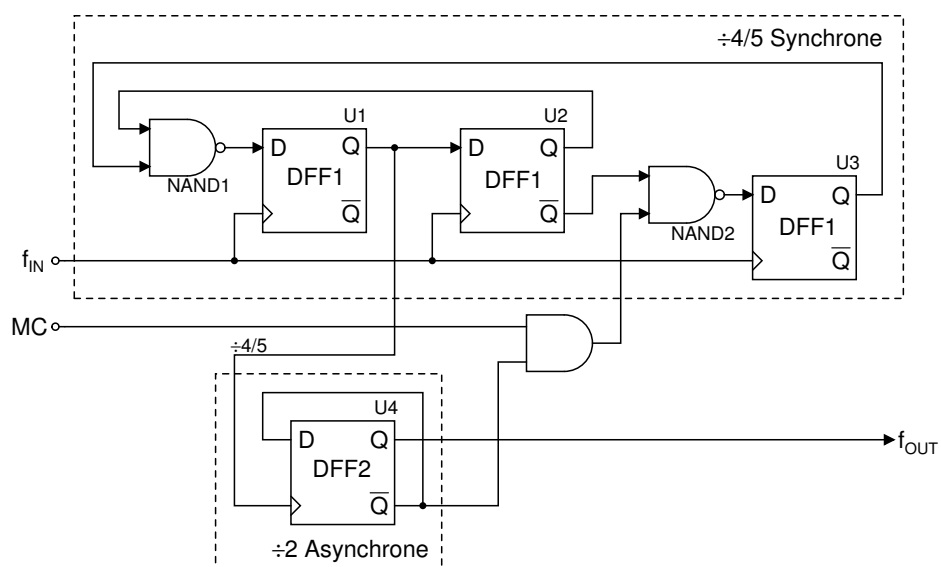 ÷4/5 Synchrone
U1
U2
D
Q
DFF1
Q
NAND1
D
Q
DFF1
Q
U3
D
Q
DFF1
Q
NAND2
fIN
MC
÷4/5
U4
D
Q
DFF2
Q
fOUT
÷2 Asynchrone